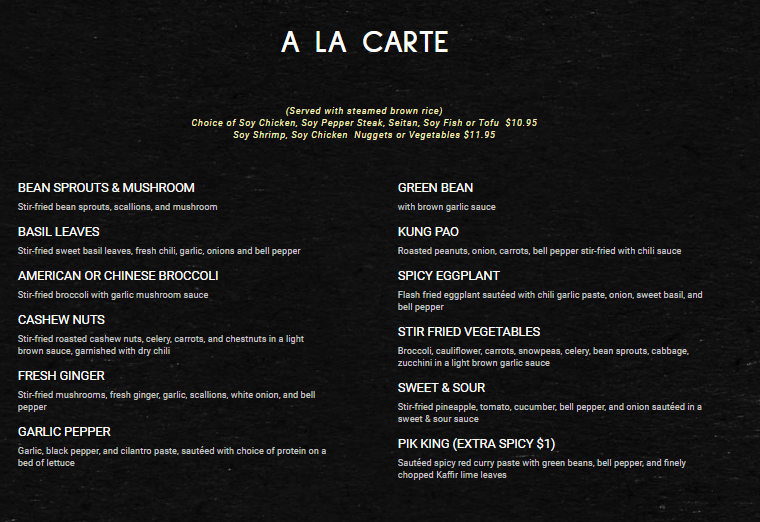 A LA CARTE
(Served with steamed brown rice)
Choice of Soy Chicken, Soy Pepper Steak, Seitan, Soy Fish or Tofu $10.95
Soy Shrimp, Soy Chicken Nuggets or Vegetables $11.95
BEAN SPROUTS & MUSHROOM
Stir-fried bean sprouts, scallions, and mushroom
BASIL LEAVES
Stir-fried sweet basil leaves, fresh chili, garlic, onions and bell pepper
AMERICAN OR CHINESE BROCCOLI
Stir-fried broccoli with garlic mushroom sauce
CASHEW NUTS
Stir-fried roasted cashew nuts, celery, carrots, and chestnuts in a light
brown sauce, garnished with dry chili
FRESH GINGER
Stir-fried mushrooms, fresh ginger, garlic, scallions, white onion, and bell
pepper
GARLIC PEPPER
Garlic, black pepper, and cilantro paste, sautéed with choice of protein on a
bed of lettuce
GREEN BEAN
with brown garlic sauce
KUNG PAO
Roasted peanuts, onion, carrots, bell pepper stir-fried with chili sauce
SPICY EGGPLANT
Flash fried eggplant sautéed with chili garlic paste, onion, sweet basil, and
bell pepper
STIR FRIED VEGETABLES
Broccoli, cauliflower, carrots, snowpeas, celery, bean sprouts, cabbage,
zucchini in a light brown garlic sauce
SWEET & SOUR
Stir-fried pineapple, tomato, cucumber, bell pepper, and onion sautéed in a
sweet & sour sauce
PIK KING (EXTRA SPICY $1)
Sautéed spicy red curry paste with green beans, bell pepper, and finely
chopped Kaffir lime leaves